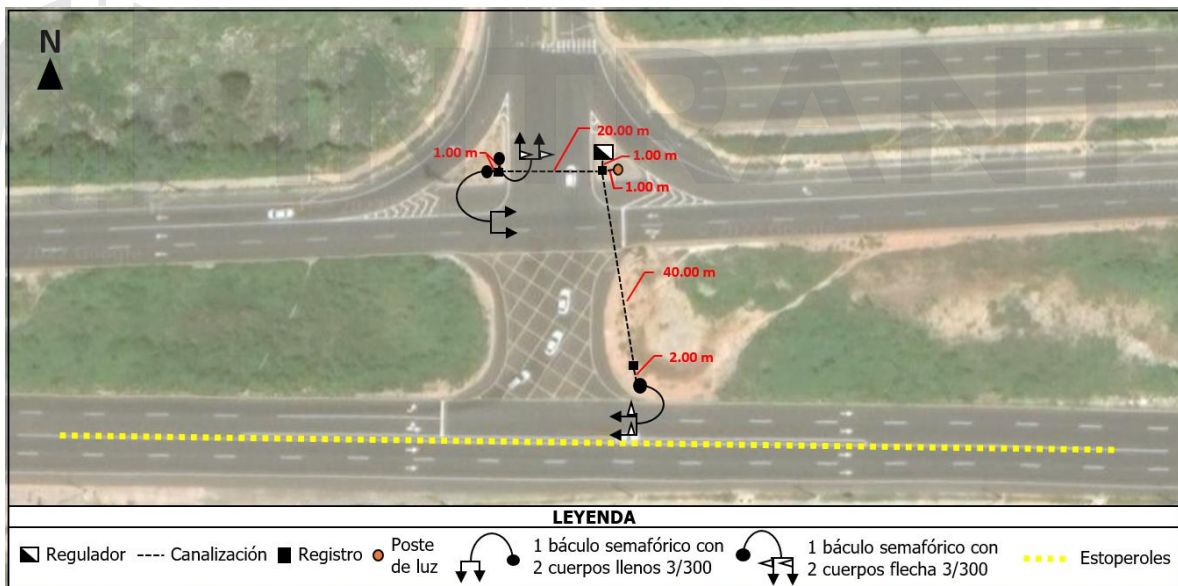 INTRANT
N
20.00 m
1.00 m
1.00 m
1.00 m
40.00 m
2.00 m
LEYENDA
Regulador
Canalización
Registro
Poste
de luz
1 báculo semafórico con
2 cuerpos llenos 3/300
1 báculo semafórico con
2 cuerpos flecha 3/300
Estoperoles